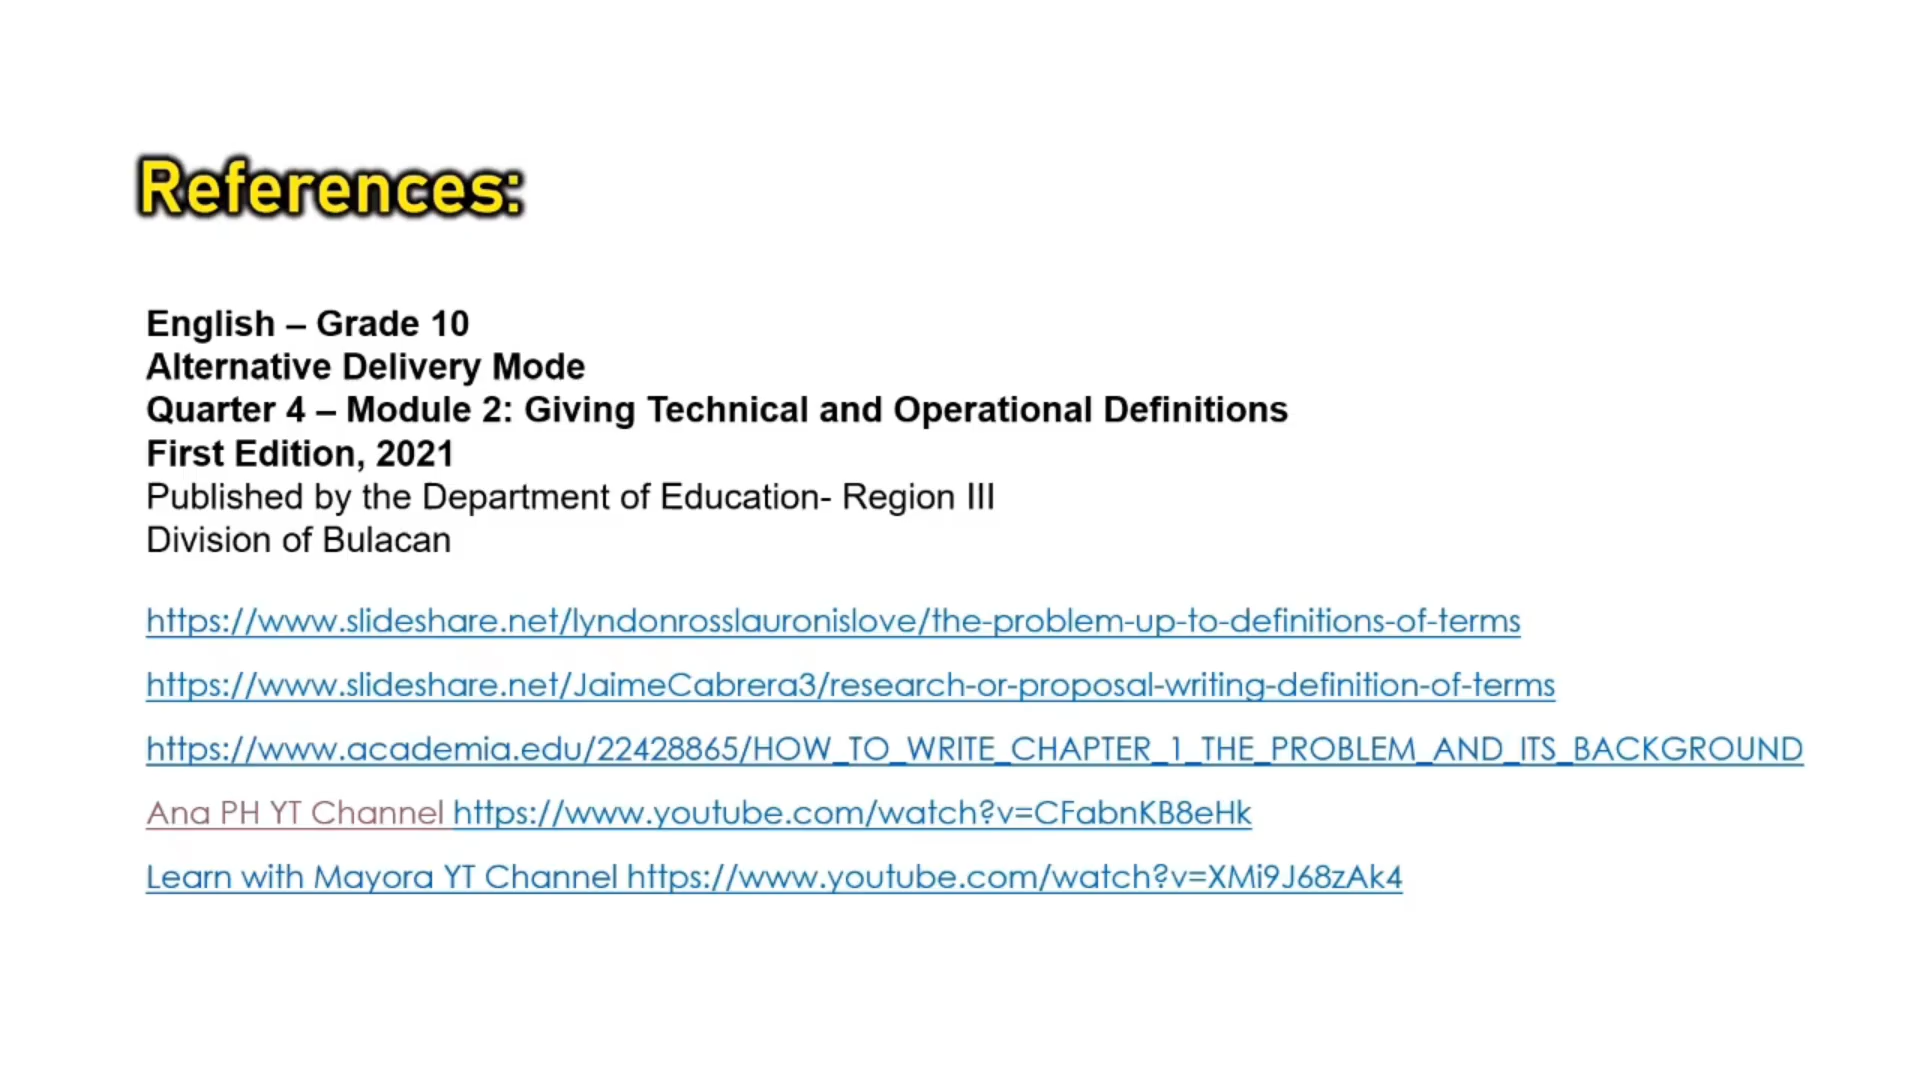 References:
English – Grade 10
Alternative Delivery Mode
Quarter 4 – Module 2: Giving Technical and Operational Definitions
First Edition, 2021
Published by the Department of Education- Region III
Division of Bulacan
https://www.slideshare.net/lyndonrosslauronislove/the-problem-up-to-definitions-of-terms
https://www.slideshare.net/JaimeCabrera3/research-or-proposal-writing-definition-of-terms
https://www.academia.edu/22428865/HOW_TO_WRITE_CHAPTER_1_THE_PROBLEM_AND_ITS_BACKGROUND
Ana PH YT Channel https://www.youtube.com/watch?v=CFabnKB8eHk
Learn with Mayora YT Channel https://www.youtube.com/watch?v=XMi9J68zAk4